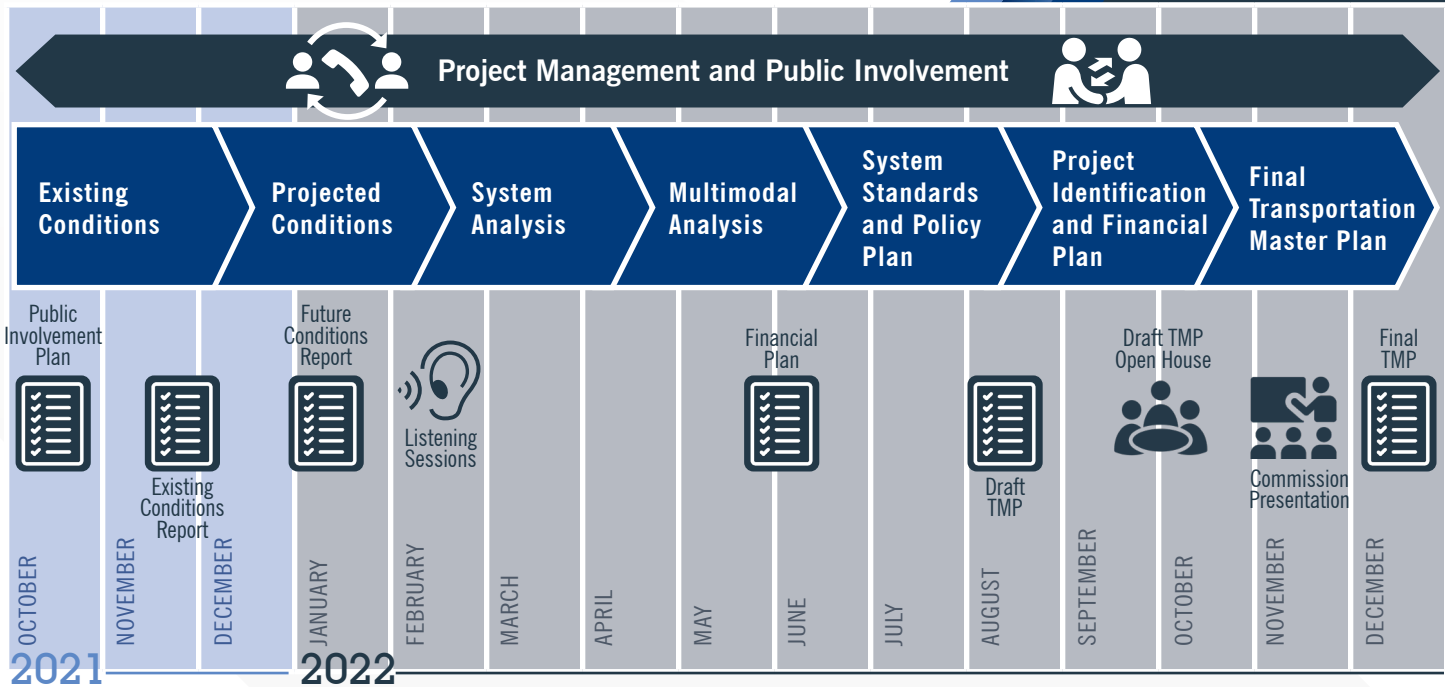 Project Management and Public Involvement
Existing
Conditions
Projected
Conditions
System
Analysis
Multimodal
Analysis
System
Standards
and Policy
Plan
Project
Identification
and Financial
Plan
Final
Transportation
Master Plan
Public
Involvement
Plan
Existing
Conditions
Report
Future
Conditions
Report
Listening
Sessions
Financial
Plan
Draft
TMP
Draft TMP
Open House
Commission
Presentation
Final
TMP
OCTOBER
NOVEMBER
DECEMBER
JANUARY
FEBRUARY
MARCH
APRIL
MAY
JUNE
JULY
AUGUST
SEPTEMBER
OCTOBER
NOVEMBER
DECEMBER
2021
2022